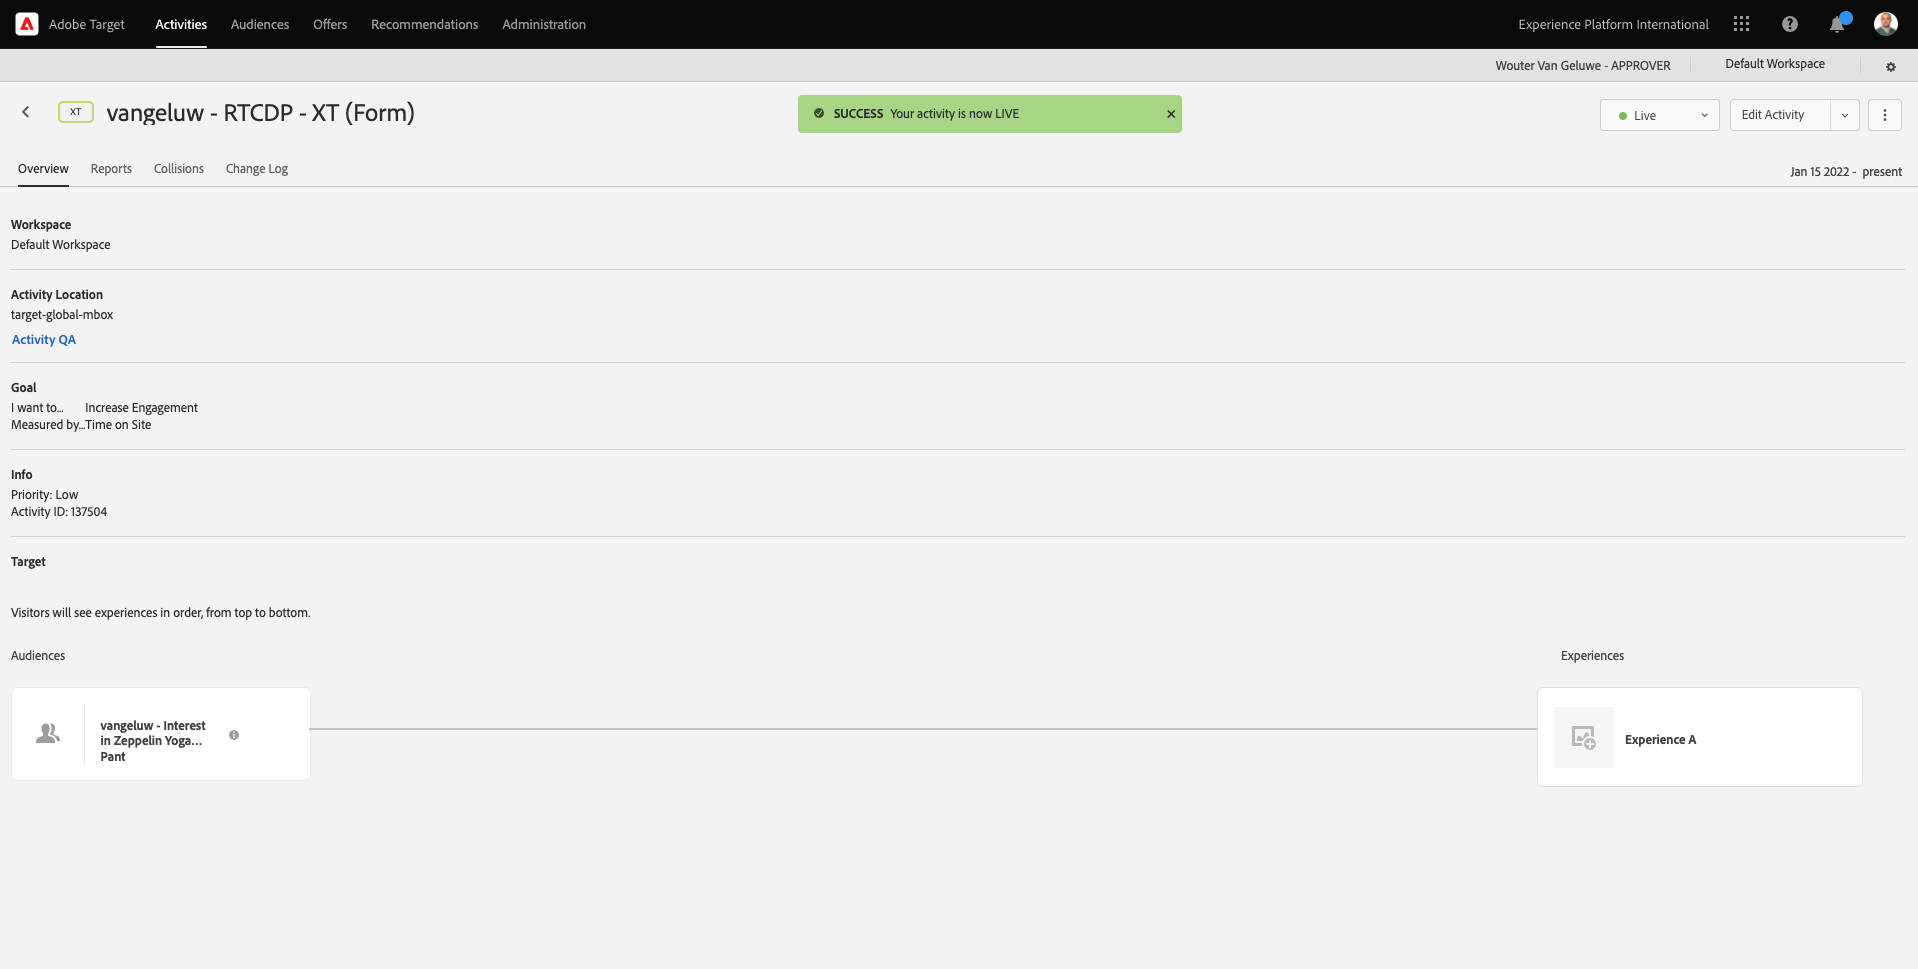 Adobe Target
Activities
Audiences
Offers
Recommendations
Administration
Experience Platform International
Wouter Van Geluwe - APPROVER
Default Workspace
XT
vangeluw - RTCDP - XT (Form)
SUCCESS Your activity is now LIVE
Live
Edit Activity
Overview
Reports
Collisions
Change Log
Jan 15 2022 - present
Workspace
Default Workspace
Activity Location
target-global-mbox
Activity QA
Goal
I want to... Increase Engagement
Measured by...Time on Site
Info
Priority: Low
Activity ID: 137504
Target
Visitors will see experiences in order, from top to bottom.
Audiences
Experiences
vangeluw - Interest
in Zeppelin Yoga...
Pant
Experience A